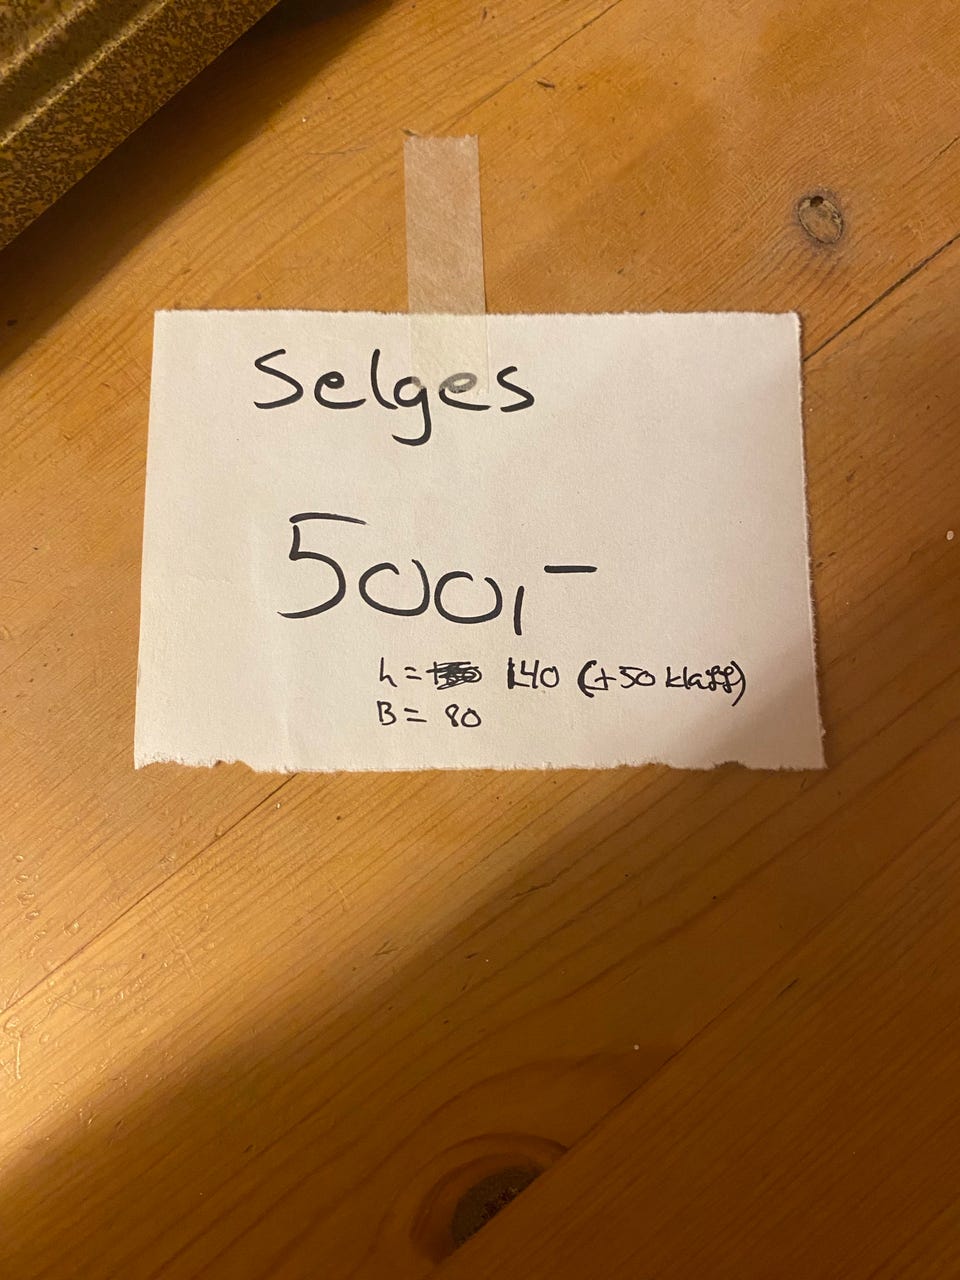 Selges
500,-
h = 140 (+50 klaff)
B = 80